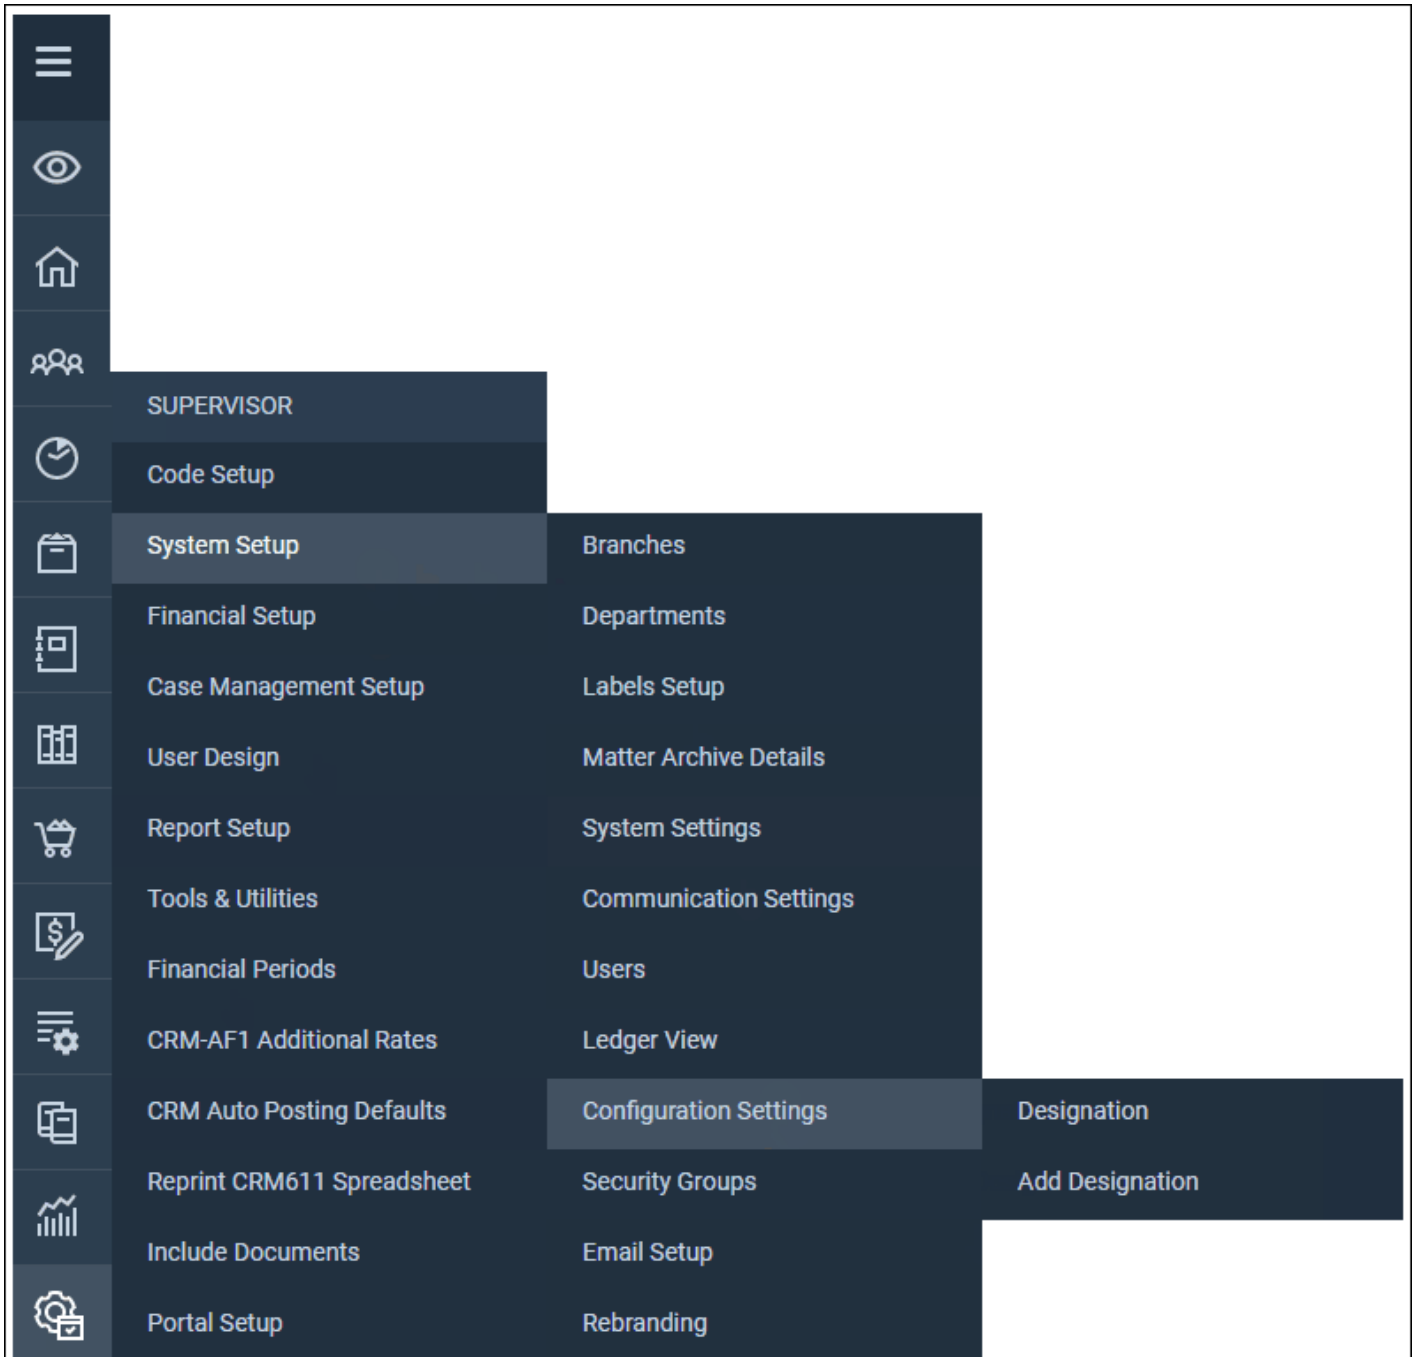 SUPERVISOR
Code Setup
System Setup
Financial Setup
Case Management Setup
User Design
Report Setup
Tools & Utilities
Financial Periods
CRM-AF1 Additional Rates
CRM Auto Posting Defaults
Reprint CRM611 Spreadsheet
Include Documents
Portal Setup
Branches
Departments
Labels Setup
Matter Archive Details
System Settings
Communication Settings
Users
Ledger View
Configuration Settings
Security Groups
Email Setup
Rebranding
Designation
Add Designation